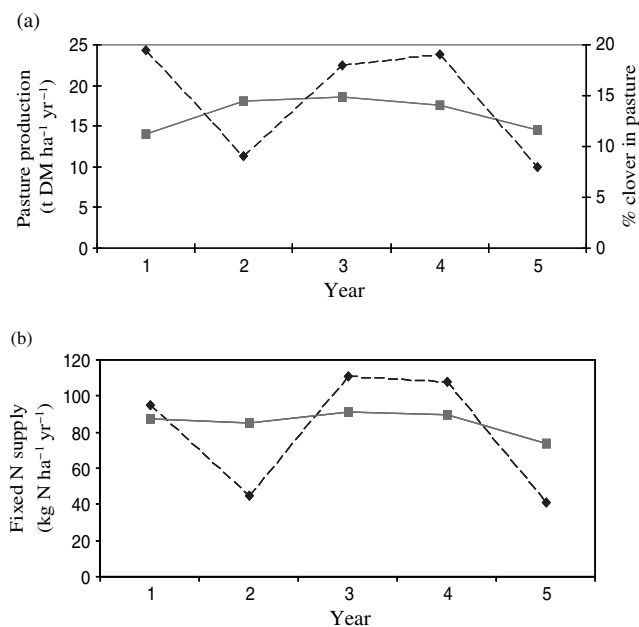 (a)
Pasture production
(t DM ha⁻¹ yr⁻¹)
25
20
15
10
5
0
20
15
10
5
0
% clover in pasture
1 2 3 4 5
Year
(b)
Fixed N supply
(kg N ha⁻¹ yr⁻¹)
120
100
80
60
40
20
0
1 2 3 4 5
Year